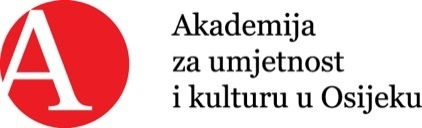 A
Akademija
za umjetnost
i kulturu u Osijeku